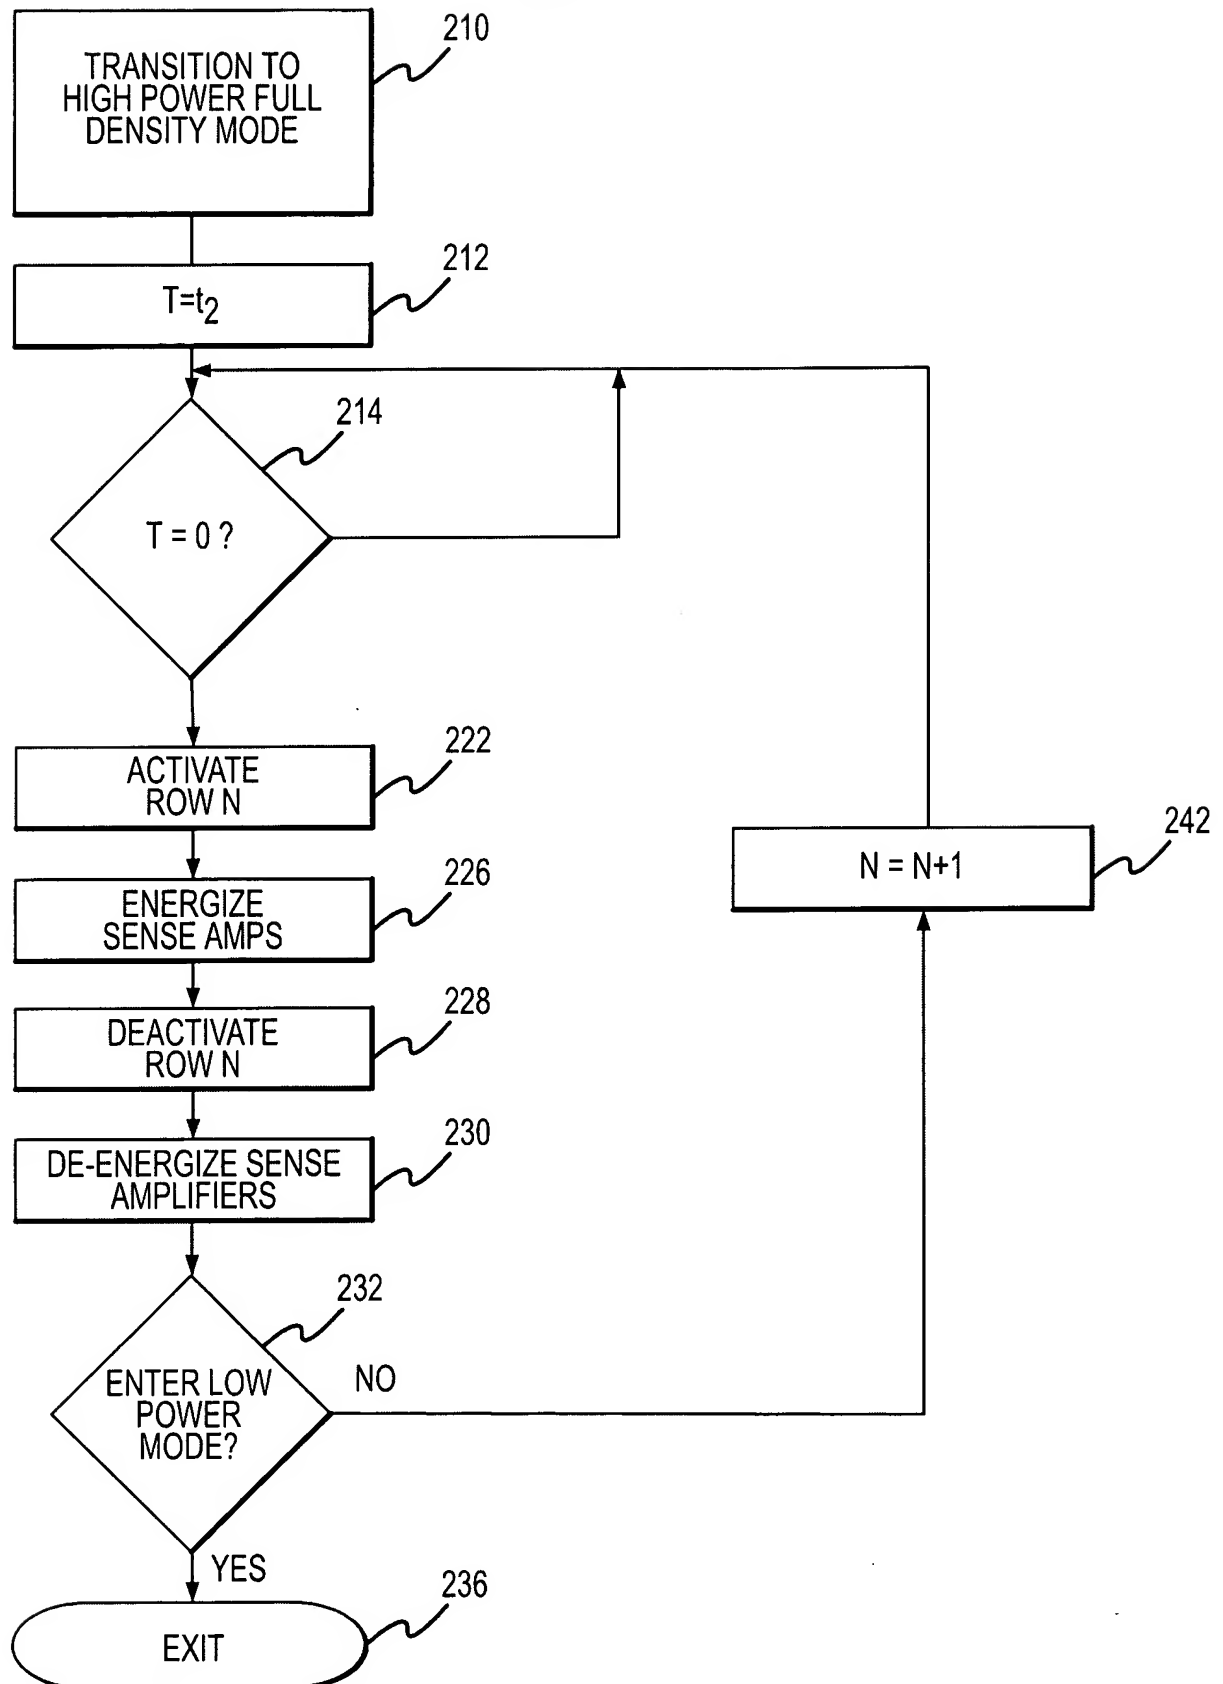 210
TRANSITION TO
HIGH POWER FULL
DENSITY MODE
212
T=t2
214
T = 0 ?
222
ACTIVATE
ROW N
242
N = N+1
226
ENERGIZE
SENSE AMPS
228
DEACTIVATE
ROW N
230
DE-ENERGIZE SENSE
AMPLIFIERS
232
ENTER LOW
POWER
MODE?
NO
YES
236
EXIT